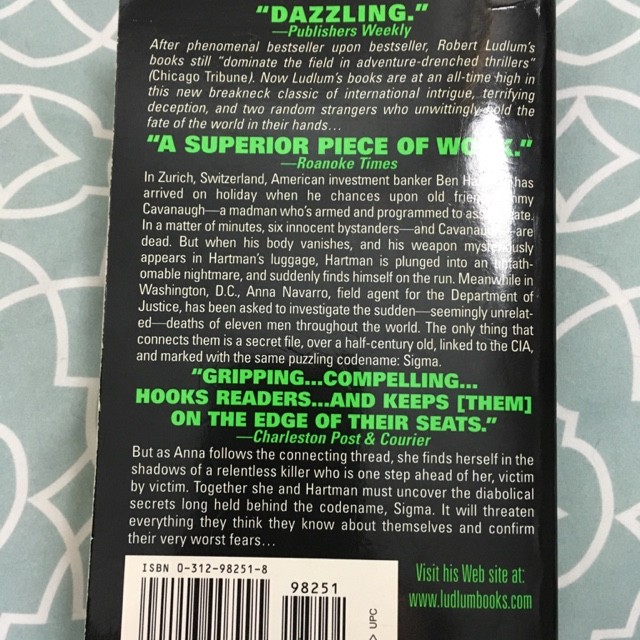 “DAZZLING.”
—Publishers Weekly
After phenomenal bestseller upon bestseller, Robert Ludlum’s
books still “dominate the field in adventure-drenched thrillers”
(Chicago Tribune). Now Ludlum’s books are at an all-time high in
this new breakneck classic of international intrigue, terrifying
deception, and two random strangers who unwittingly hold the
fate of the world in their hands…
“A SUPERIOR PIECE OF WORK.”
—Roanoke Times
In Zurich, Switzerland, American investment banker Ben Hartman has
arrived on holiday when he chances upon old friend Jimmy
Cavanaugh—a madman who’s armed and programmed to assassinate.
In a matter of minutes, six innocent bystanders—and Cavanaugh—are
dead. But when his body vanishes, and his weapon mysteriously
appears in Hartman’s luggage, Hartman is plunged into an unfath-
omable nightmare, and suddenly finds himself on the run. Meanwhile in
Washington, D.C., Anna Navarro, field agent for the Department of
Justice, has been asked to investigate the sudden—seemingly unrelat-
ed—deaths of eleven men throughout the world. The only thing that
connects them is a secret file, over a half-century old, linked to the CIA,
and marked with the same puzzling codename: Sigma.
“GRIPPING…COMPELLING…
HOOKS READERS…AND KEEPS [THEM]
ON THE EDGE OF THEIR SEATS.”
—Charleston Post & Courier
But as Anna follows the connecting thread, she finds herself in the
shadows of a relentless killer who is one step ahead of her, victim
by victim. Together she and Hartman must uncover the diabolical
secrets long held behind the codename, Sigma. It will threaten
everything they think they know about themselves and confirm
their very worst fears…
ISBN 0-312-98251-8
98251
> UPC
Visit his Web site at:
www.ludlumbooks.com